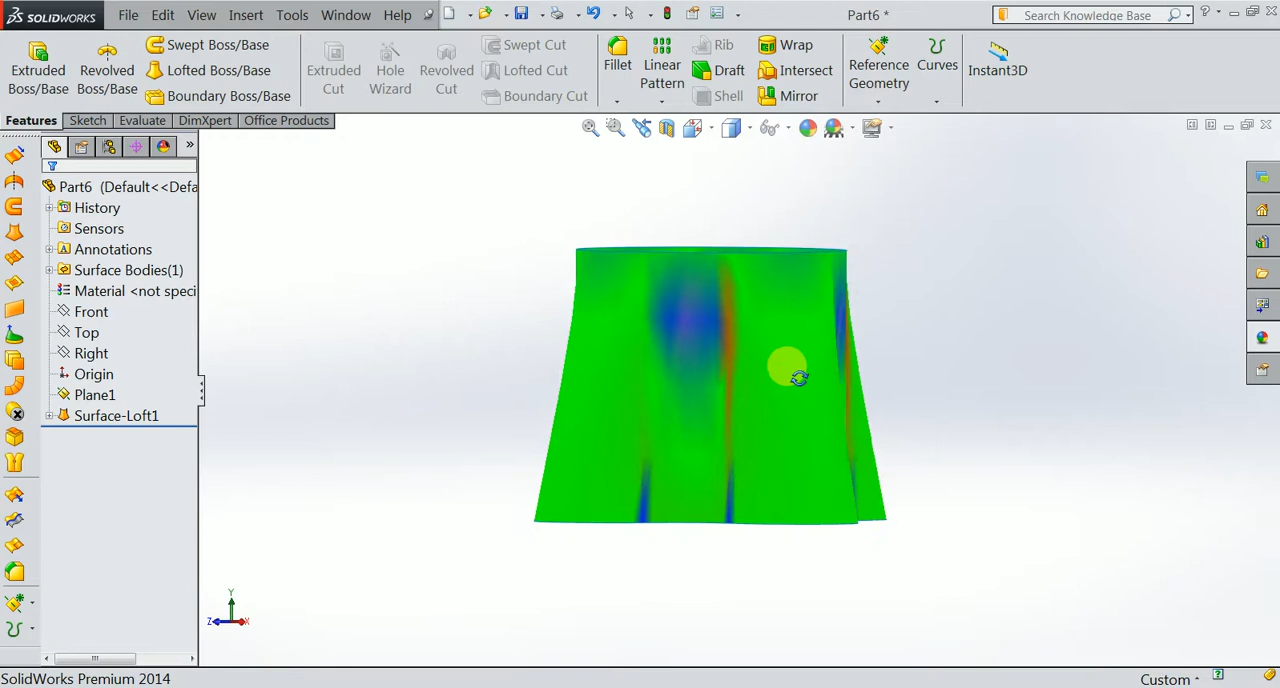 SOLIDWORKS File Edit View Insert Tools Window Help Part6 * Search Knowledge Base ?
Extruded Boss/Base
Revolved Boss/Base
Swept Boss/Base
Lofted Boss/Base
Boundary Boss/Base
Extruded Cut
Hole Wizard
Revolved Cut
Swept Cut
Lofted Cut
Boundary Cut
Fillet
Linear Pattern
Rib
Draft
Shell
Wrap
Intersect
Mirror
Reference Geometry
Curves
Instant3D
Features Sketch Evaluate DimXpert Office Products
»
Part6 (Default<<Defa
History
Sensors
A Annotations
Surface Bodies(1)
Material <not speci
Front
Top
Right
Origin
Plane1
Surface-Loft1
Y
Z X
SolidWorks Premium 2014 Custom ?